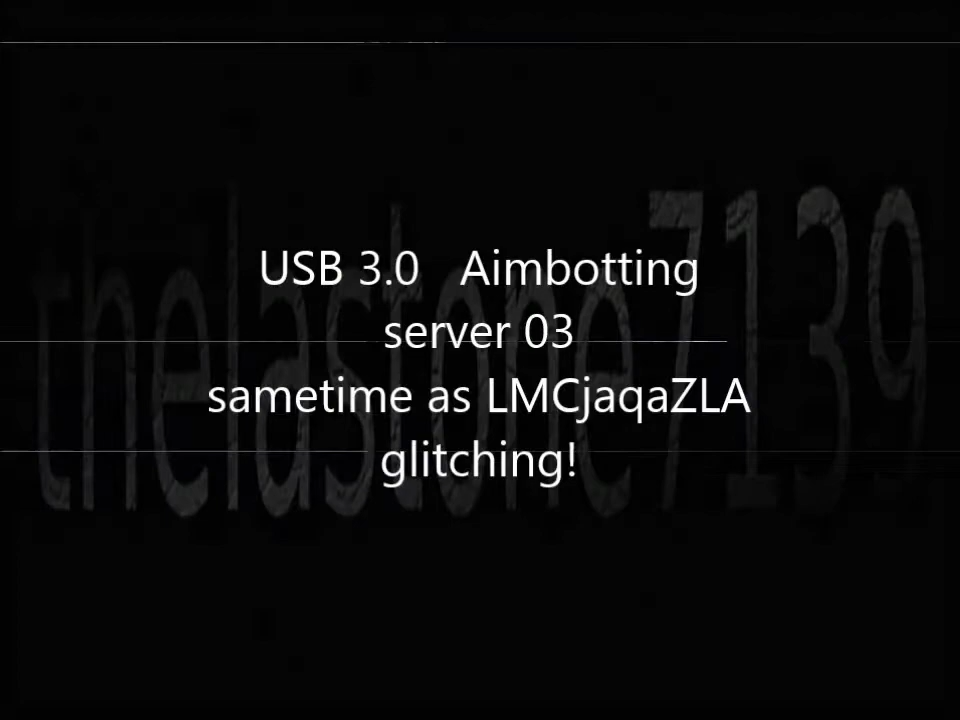 thelastone7139
USB 3.0 Aimbotting
server 03
sametime as LMCjaqaZLA
glitching!